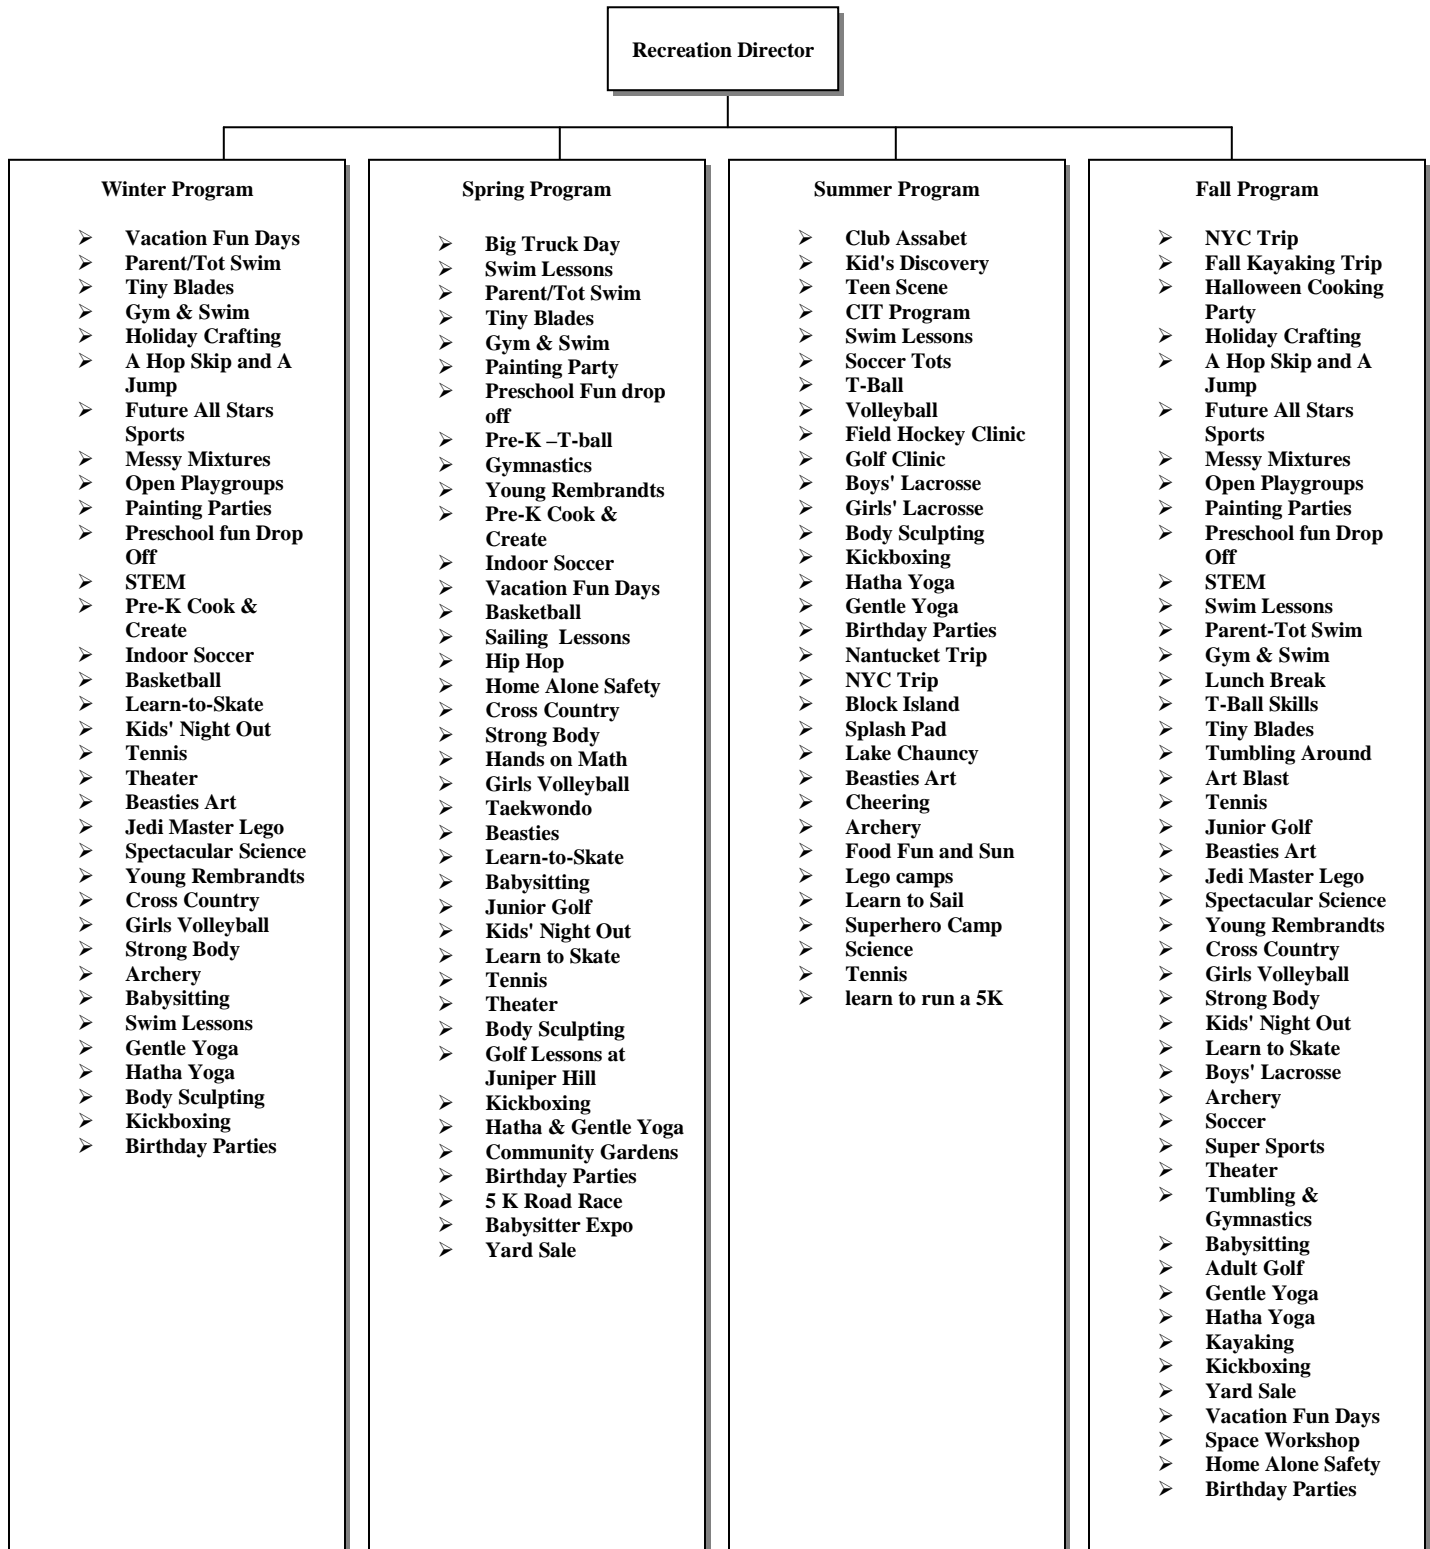 Recreation Director
Winter Program
➢ Vacation Fun Days
➢ Parent/Tot Swim
➢ Tiny Blades
➢ Gym & Swim
➢ Holiday Crafting
➢ A Hop Skip and A
Jump
➢ Future All Stars
Sports
➢ Messy Mixtures
➢ Open Playgroups
➢ Painting Parties
➢ Preschool fun Drop
Off
➢ STEM
➢ Pre-K Cook &
Create
➢ Indoor Soccer
➢ Basketball
➢ Learn-to-Skate
➢ Kids' Night Out
➢ Tennis
➢ Theater
➢ Beasties Art
➢ Jedi Master Lego
➢ Spectacular Science
➢ Young Rembrandts
➢ Cross Country
➢ Girls Volleyball
➢ Strong Body
➢ Archery
➢ Babysitting
➢ Swim Lessons
➢ Gentle Yoga
➢ Hatha Yoga
➢ Body Sculpting
➢ Kickboxing
➢ Birthday Parties
Spring Program
➢ Big Truck Day
➢ Swim Lessons
➢ Parent/Tot Swim
➢ Tiny Blades
➢ Gym & Swim
➢ Painting Party
➢ Preschool Fun drop
off
➢ Pre-K –T-ball
➢ Gymnastics
➢ Young Rembrandts
➢ Pre-K Cook &
Create
➢ Indoor Soccer
➢ Vacation Fun Days
➢ Basketball
➢ Sailing Lessons
➢ Hip Hop
➢ Home Alone Safety
➢ Cross Country
➢ Strong Body
➢ Hands on Math
➢ Girls Volleyball
➢ Taekwondo
➢ Beasties
➢ Learn-to-Skate
➢ Babysitting
➢ Junior Golf
➢ Kids' Night Out
➢ Learn to Skate
➢ Tennis
➢ Theater
➢ Body Sculpting
➢ Golf Lessons at
Juniper Hill
➢ Kickboxing
➢ Hatha & Gentle Yoga
➢ Community Gardens
➢ Birthday Parties
➢ 5 K Road Race
➢ Babysitter Expo
➢ Yard Sale
Summer Program
➢ Club Assabet
➢ Kid's Discovery
➢ Teen Scene
➢ CIT Program
➢ Swim Lessons
➢ Soccer Tots
➢ T-Ball
➢ Volleyball
➢ Field Hockey Clinic
➢ Golf Clinic
➢ Boys' Lacrosse
➢ Girls' Lacrosse
➢ Body Sculpting
➢ Kickboxing
➢ Hatha Yoga
➢ Gentle Yoga
➢ Birthday Parties
➢ Nantucket Trip
➢ NYC Trip
➢ Block Island
➢ Splash Pad
➢ Lake Chauncy
➢ Beasties Art
➢ Cheering
➢ Archery
➢ Food Fun and Sun
➢ Lego camps
➢ Learn to Sail
➢ Superhero Camp
➢ Science
➢ Tennis
➢ learn to run a 5K
Fall Program
➢ NYC Trip
➢ Fall Kayaking Trip
➢ Halloween Cooking
Party
➢ Holiday Crafting
➢ A Hop Skip and A
Jump
➢ Future All Stars
Sports
➢ Messy Mixtures
➢ Open Playgroups
➢ Painting Parties
➢ Preschool fun Drop
Off
➢ STEM
➢ Swim Lessons
➢ Parent-Tot Swim
➢ Gym & Swim
➢ Lunch Break
➢ T-Ball Skills
➢ Tiny Blades
➢ Tumbling Around
➢ Art Blast
➢ Tennis
➢ Junior Golf
➢ Beasties Art
➢ Jedi Master Lego
➢ Spectacular Science
➢ Young Rembrandts
➢ Cross Country
➢ Girls Volleyball
➢ Strong Body
➢ Kids' Night Out
➢ Learn to Skate
➢ Boys' Lacrosse
➢ Archery
➢ Soccer
➢ Super Sports
➢ Theater
➢ Tumbling &
Gymnastics
➢ Babysitting
➢ Adult Golf
➢ Gentle Yoga
➢ Hatha Yoga
➢ Kayaking
➢ Kickboxing
➢ Yard Sale
➢ Vacation Fun Days
➢ Space Workshop
➢ Home Alone Safety
➢ Birthday Parties